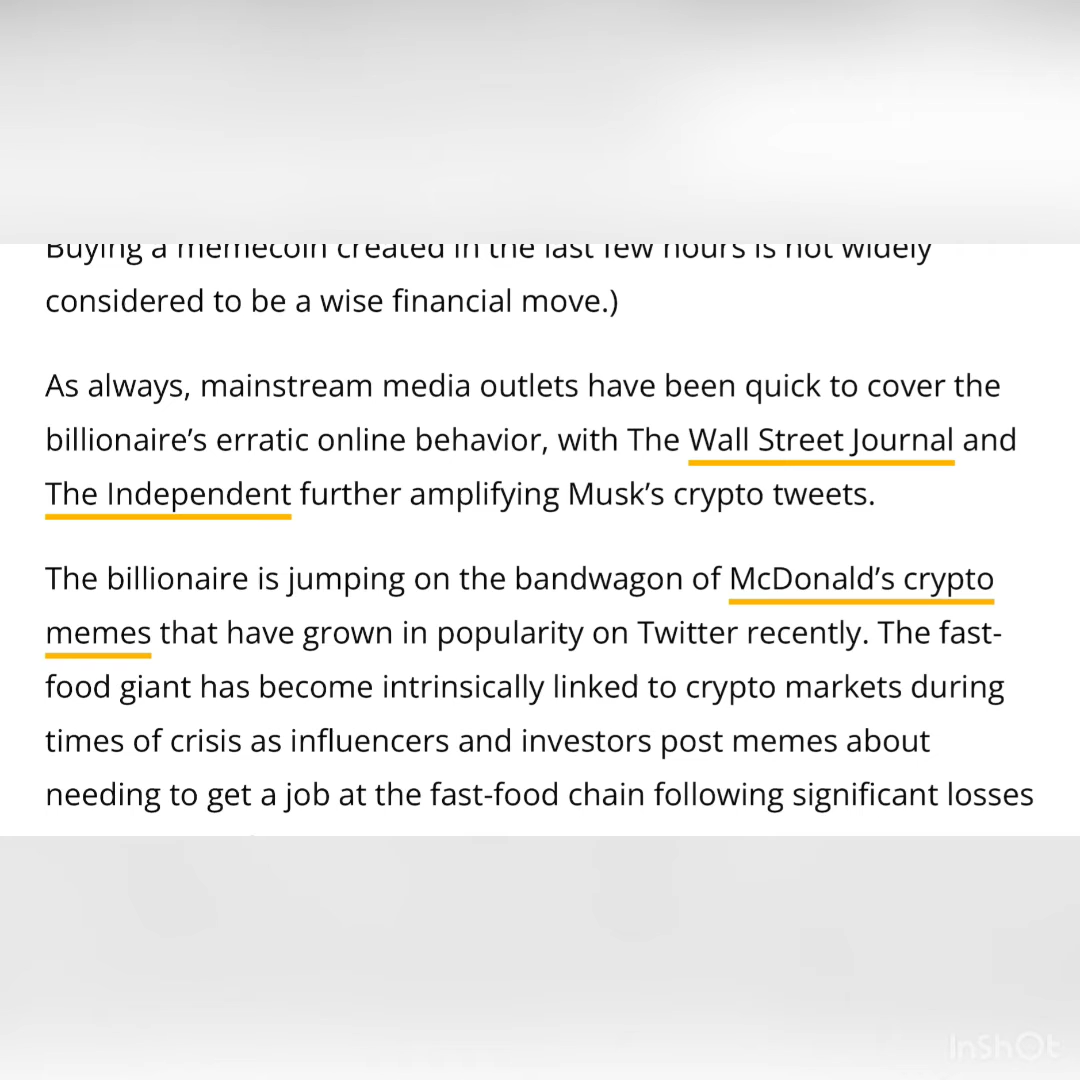 Buying a memecoin created in the last few hours is not widely
considered to be a wise financial move.)
As always, mainstream media outlets have been quick to cover the
billionaire's erratic online behavior, with The Wall Street Journal and
The Independent further amplifying Musk's crypto tweets.
The billionaire is jumping on the bandwagon of McDonald's crypto
memes that have grown in popularity on Twitter recently. The fast-
food giant has become intrinsically linked to crypto markets during
times of crisis as influencers and investors post memes about
needing to get a job at the fast-food chain following significant losses
InShOt